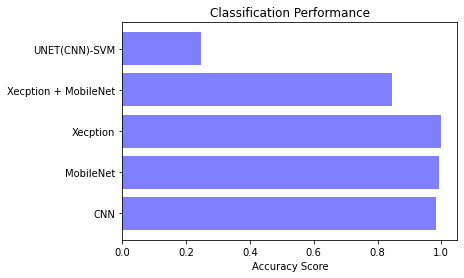 Classification Performance
UNET(CNN)-SVM
Xecption + MobileNet
Xecption
MobileNet
CNN
0.0 0.2 0.4 0.6 0.8 1.0
Accuracy Score